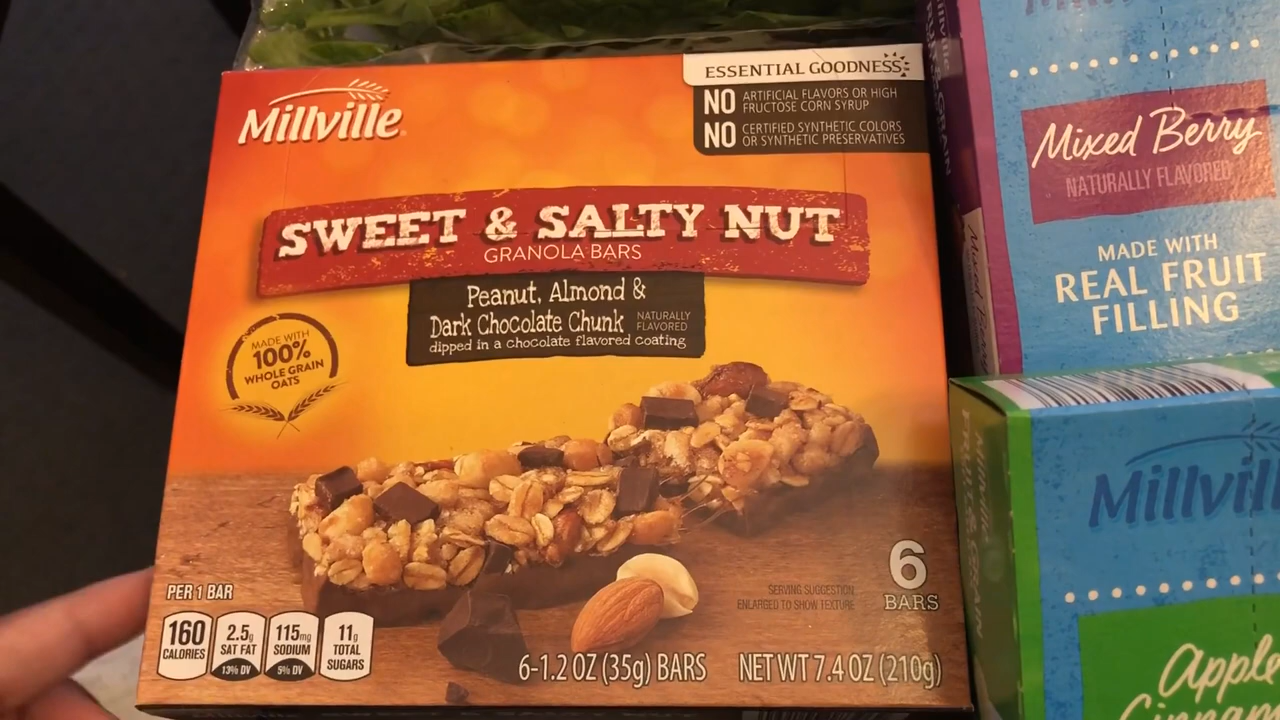 Millville
ESSENTIAL GOODNESS
NO ARTIFICIAL FLAVORS OR HIGH
FRUCTOSE CORN SYRUP
NO CERTIFIED SYNTHETIC COLORS
OR SYNTHETIC PRESERVATIVES
SWEET & SALTY NUT
GRANOLA BARS
Peanut, Almond &
Dark Chocolate Chunk
NATURALLY
FLAVORED
dipped in a chocolate flavored coating
MADE WITH
100%
WHOLE GRAIN
OATS
6
BARS
SERVING SUGGESTION
ENLARGED TO SHOW TEXTURE
PER 1 BAR
160
CALORIES
2.5g
SAT FAT
13% DV
115mg
SODIUM
5% DV
11g
TOTAL
SUGARS
6-1.2 OZ (35g) BARS
NET WT 7.4 OZ (210g)
Mixed Berry
NATURALLY FLAVORED
MADE WITH
REAL FRUIT
FILLING
Mixed Berry
Millville
Millvill
Apple